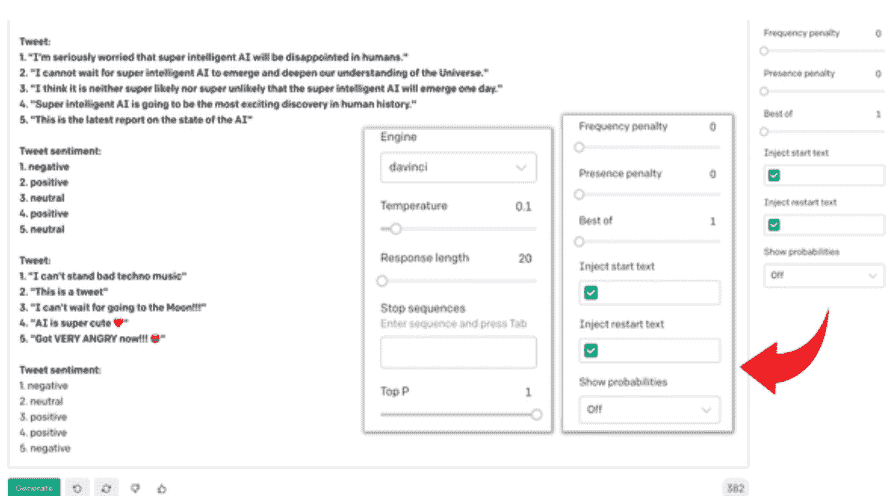 Tweet:
1. "I'm seriously worried that super intelligent AI will be disappointed in humans."
2. "I cannot wait for super intelligent AI to emerge and deepen our understanding of the Universe."
3. "I think it is neither super likely nor super unlikely that the super intelligent AI will emerge one day."
4. "Super intelligent AI is going to be the most exciting discovery in human history."
5. "This is the latest report on the state of the AI"
Tweet sentiment:
1. negative
2. positive
3. neutral
4. positive
5. neutral
Tweet:
1. "I can't stand bad techno music"
2. "This is a tweet"
3. "I can't wait for going to the Moon!!!"
4. "AI is super cute ❤️"
5. "Got VERY ANGRY now!!! 😡"
Tweet sentiment:
1. negative
2. neutral
3. positive
4. positive
5. negative
Generate
382
Engine
davinci
Temperature 0.1
Response length 20
Stop sequences
Enter sequence and press Tab
Top P 1
Frequency penalty 0
Presence penalty 0
Best of 1
Inject start text
Inject restart text
Show probabilities
Off
Frequency penalty 0
Presence penalty 0
Best of 1
Inject start text
Inject restart text
Show probabilities
Off